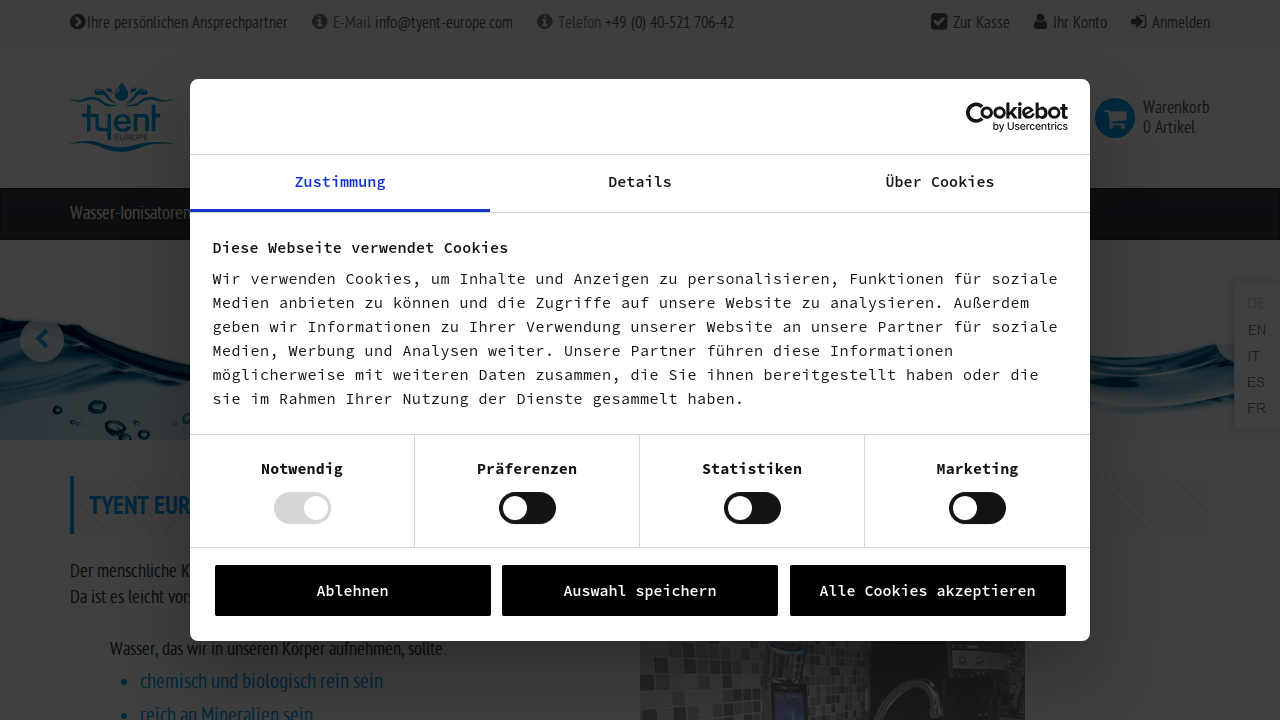 Ihre persönlichen Ansprechpartner E-Mail info@tyent-europe.com Telefon +49 (0) 40-521 706-42 Zur Kasse Ihr Konto Anmelden
tyent
EUROPE
Cookiebot
by Usercentrics
Warenkorb
0 Artikel
Zustimmung Details Über Cookies
Wasser-Ionisatoren
Diese Webseite verwendet Cookies
Wir verwenden Cookies, um Inhalte und Anzeigen zu personalisieren, Funktionen für soziale
Medien anbieten zu können und die Zugriffe auf unsere Website zu analysieren. Außerdem
geben wir Informationen zu Ihrer Verwendung unserer Website an unsere Partner für soziale
Medien, Werbung und Analysen weiter. Unsere Partner führen diese Informationen
möglicherweise mit weiteren Daten zusammen, die Sie ihnen bereitgestellt haben oder die
sie im Rahmen Ihrer Nutzung der Dienste gesammelt haben.
DE
EN
IT
ES
FR
Notwendig Präferenzen Statistiken Marketing
TYENT EUR
Der menschliche K
Da ist es leicht vors
Ablehnen Auswahl speichern Alle Cookies akzeptieren
Wasser, das wir in unseren Körper aufnehmen, sollte:
• chemisch und biologisch rein sein
• reich an Mineralien sein